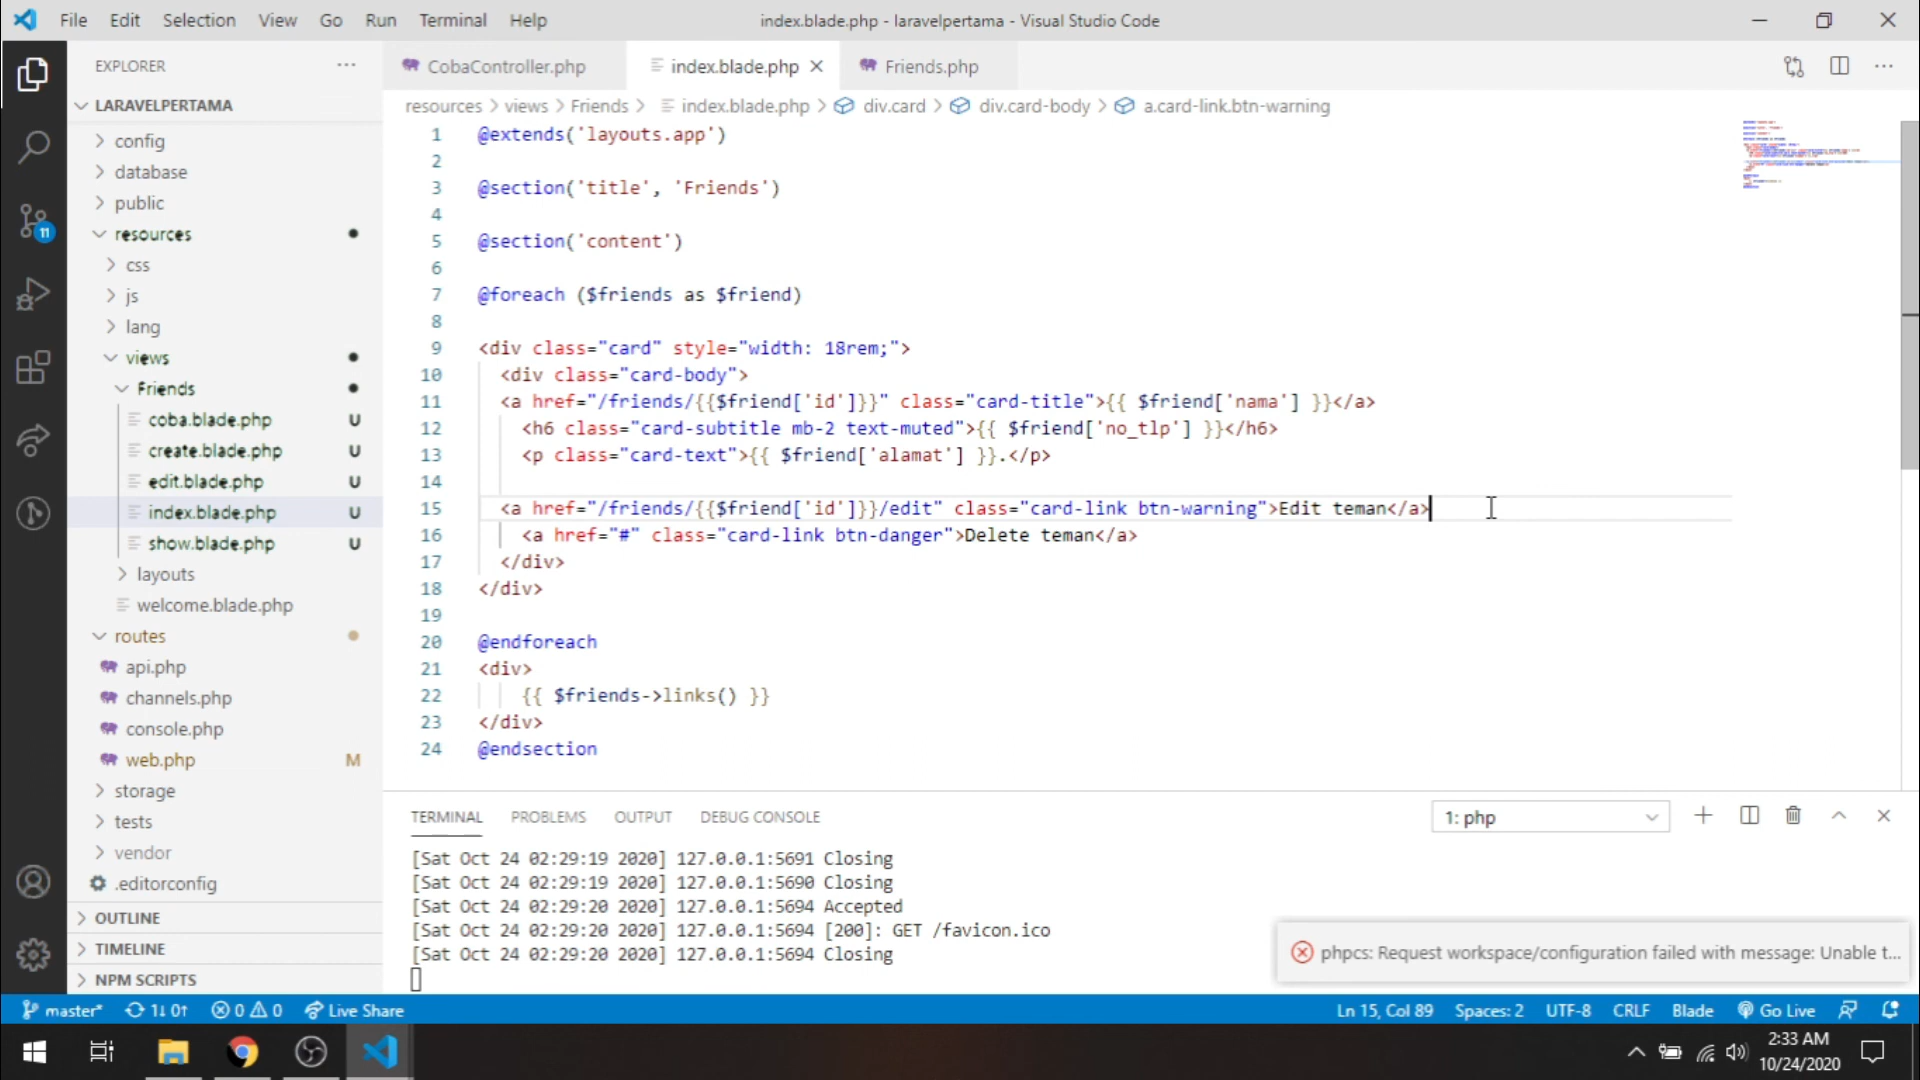 File Edit Selection View Go Run Terminal Help
index.blade.php - laravelpertama - Visual Studio Code
EXPLORER
LARAVELPERTAMA
config
database
public
resources
css
js
lang
views
Friends
coba.blade.php U
create.blade.php U
edit.blade.php U
index.blade.php U
show.blade.php U
layouts
welcome.blade.php
routes
api.php
channels.php
console.php
web.php M
storage
tests
vendor
.editorconfig
OUTLINE
TIMELINE
NPM SCRIPTS
11
CobaController.php index.blade.php Friends.php
resources > views > Friends > index.blade.php > div.card > div.card-body > a.card-link.btn-warning
1 @extends('layouts.app')
2
3 @section('title', 'Friends')
4
5 @section('content')
6
7 @foreach ($friends as $friend)
8
9 <div class="card" style="width: 18rem;">
10 <div class="card-body">
11 <a href="/friends/{{$friend['id']}}" class="card-title">{{ $friend['nama'] }}</a>
12 <h6 class="card-subtitle mb-2 text-muted">{{ $friend['no_tlp'] }}</h6>
13 <p class="card-text">{{ $friend['alamat'] }}.</p>
14
15 <a href="/friends/{{$friend['id']}}/edit" class="card-link btn-warning">Edit teman</a>
16 <a href="#" class="card-link btn-danger">Delete teman</a>
17 </div>
18 </div>
19
20 @endforeach
21 <div>
22 {{ $friends->links() }}
23 </div>
24 @endsection
TERMINAL PROBLEMS OUTPUT DEBUG CONSOLE
1: php
[Sat Oct 24 02:29:19 2020] 127.0.0.1:5691 Closing
[Sat Oct 24 02:29:19 2020] 127.0.0.1:5690 Closing
[Sat Oct 24 02:29:20 2020] 127.0.0.1:5694 Accepted
[Sat Oct 24 02:29:20 2020] 127.0.0.1:5694 [200]: GET /favicon.ico
[Sat Oct 24 02:29:20 2020] 127.0.0.1:5694 Closing
phpcs: Request workspace/configuration failed with message: Unable t...
master* 1↓ 0↑ 0 0 Live Share
Ln 15, Col 89 Spaces: 2 UTF-8 CRLF Blade Go Live
2:33 AM
10/24/2020